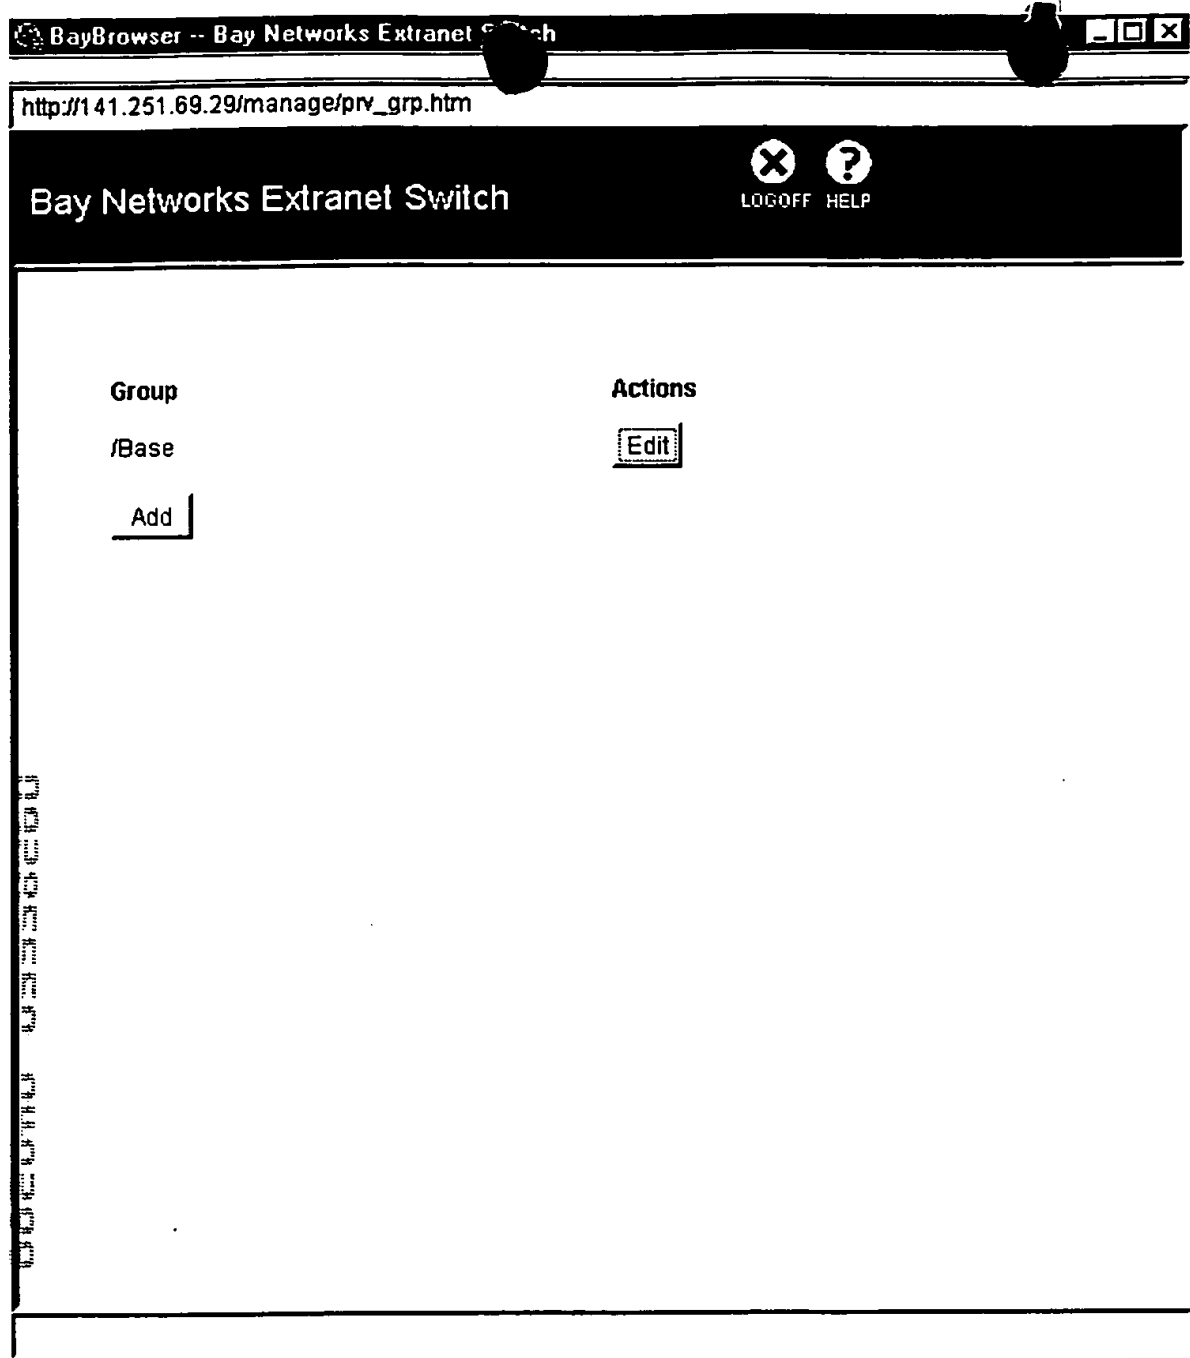 BayBrowser -- Bay Networks Extranet
http://141.251.69.29/manage/prv_grp.htm
Bay Networks Extranet Switch
LOGOFF HELP
Group Actions
/Base Edit
Add